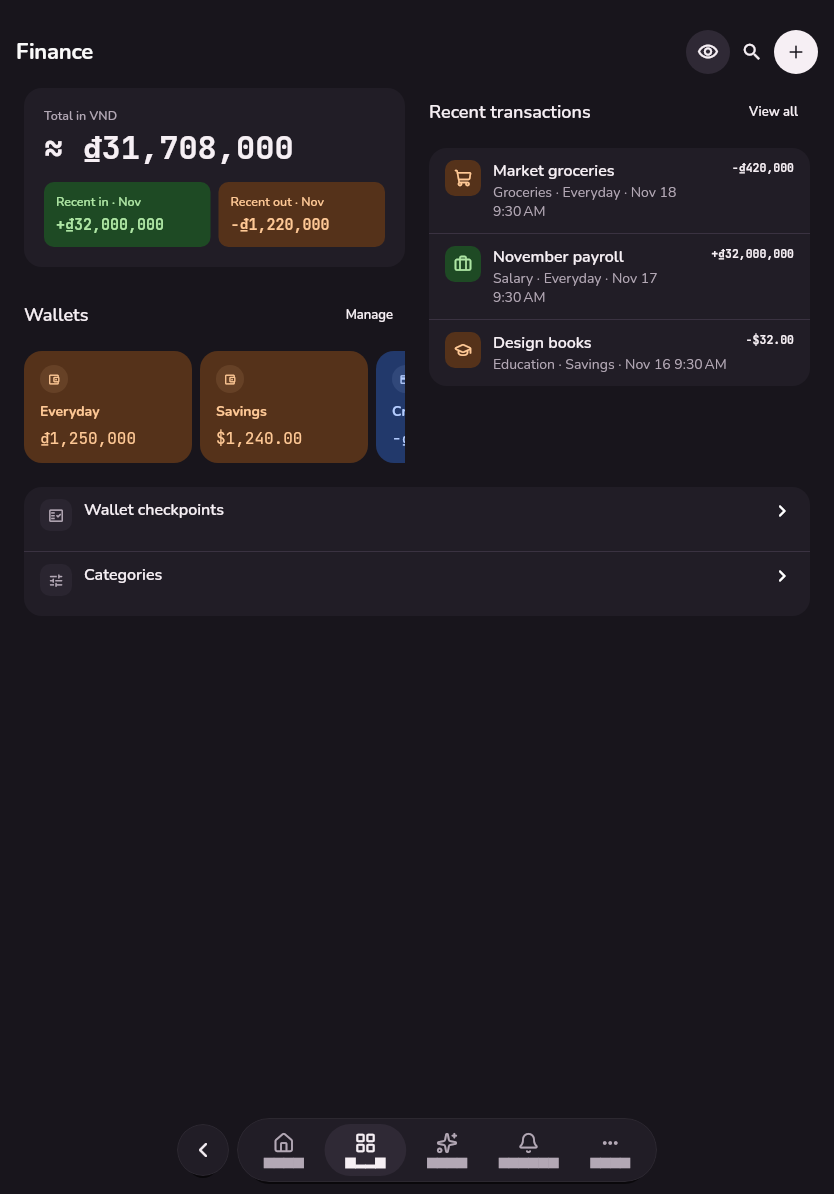 Finance
Total in VND
≈ ₫31,708,000
Recent in · Nov
+₫32,000,000
Recent out · Nov
-₫1,220,000
Wallets
Manage
Everyday
₫1,250,000
Savings
$1,240.00
Recent transactions
View all
Market groceries
-₫420,000
Groceries · Everyday · Nov 18
9:30 AM
November payroll
+₫32,000,000
Salary · Everyday · Nov 17
9:30 AM
Design books
-$32.00
Education · Savings · Nov 16 9:30 AM
Wallet checkpoints
Categories